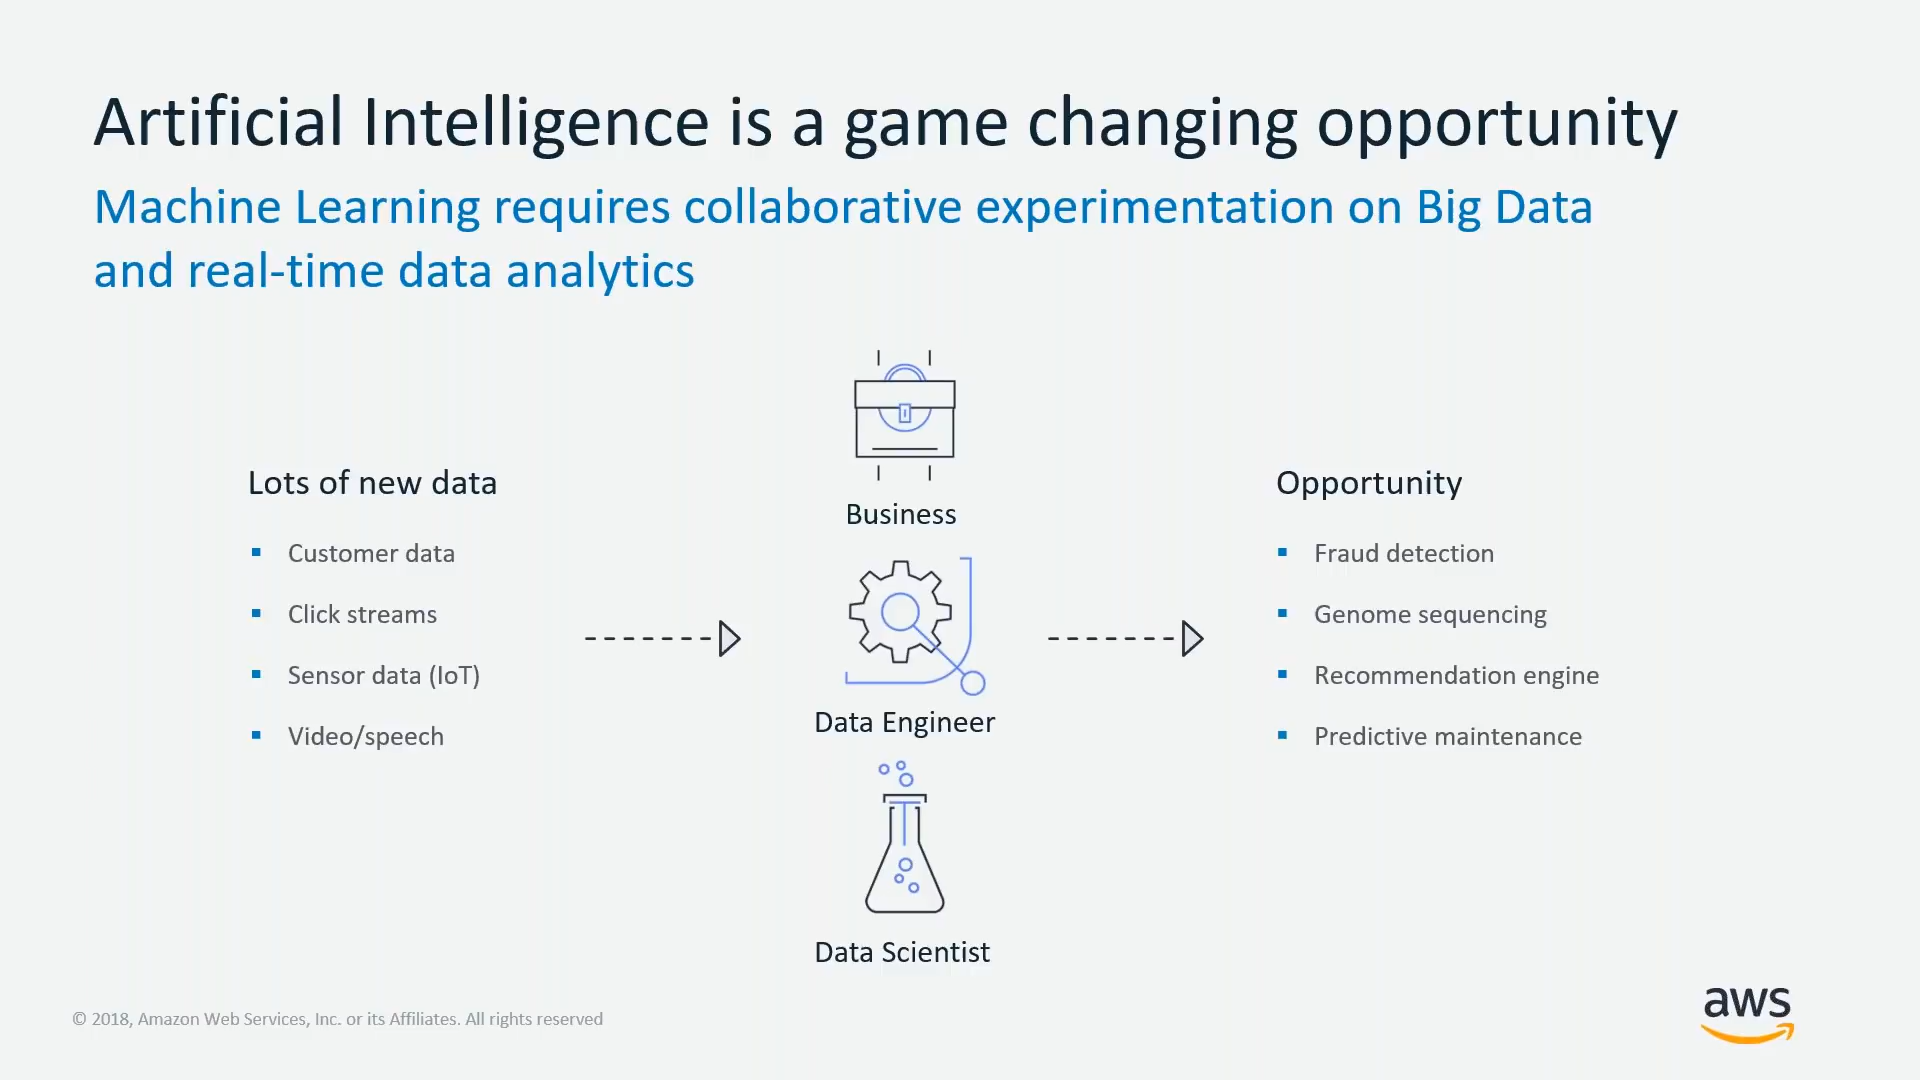 Artificial Intelligence is a game changing opportunity
Machine Learning requires collaborative experimentation on Big Data
and real-time data analytics
Lots of new data
Customer data
Click streams
Sensor data (IoT)
Video/speech
Business
Data Engineer
Data Scientist
Opportunity
Fraud detection
Genome sequencing
Recommendation engine
Predictive maintenance
© 2018, Amazon Web Services, Inc. or its Affiliates. All rights reserved
aws